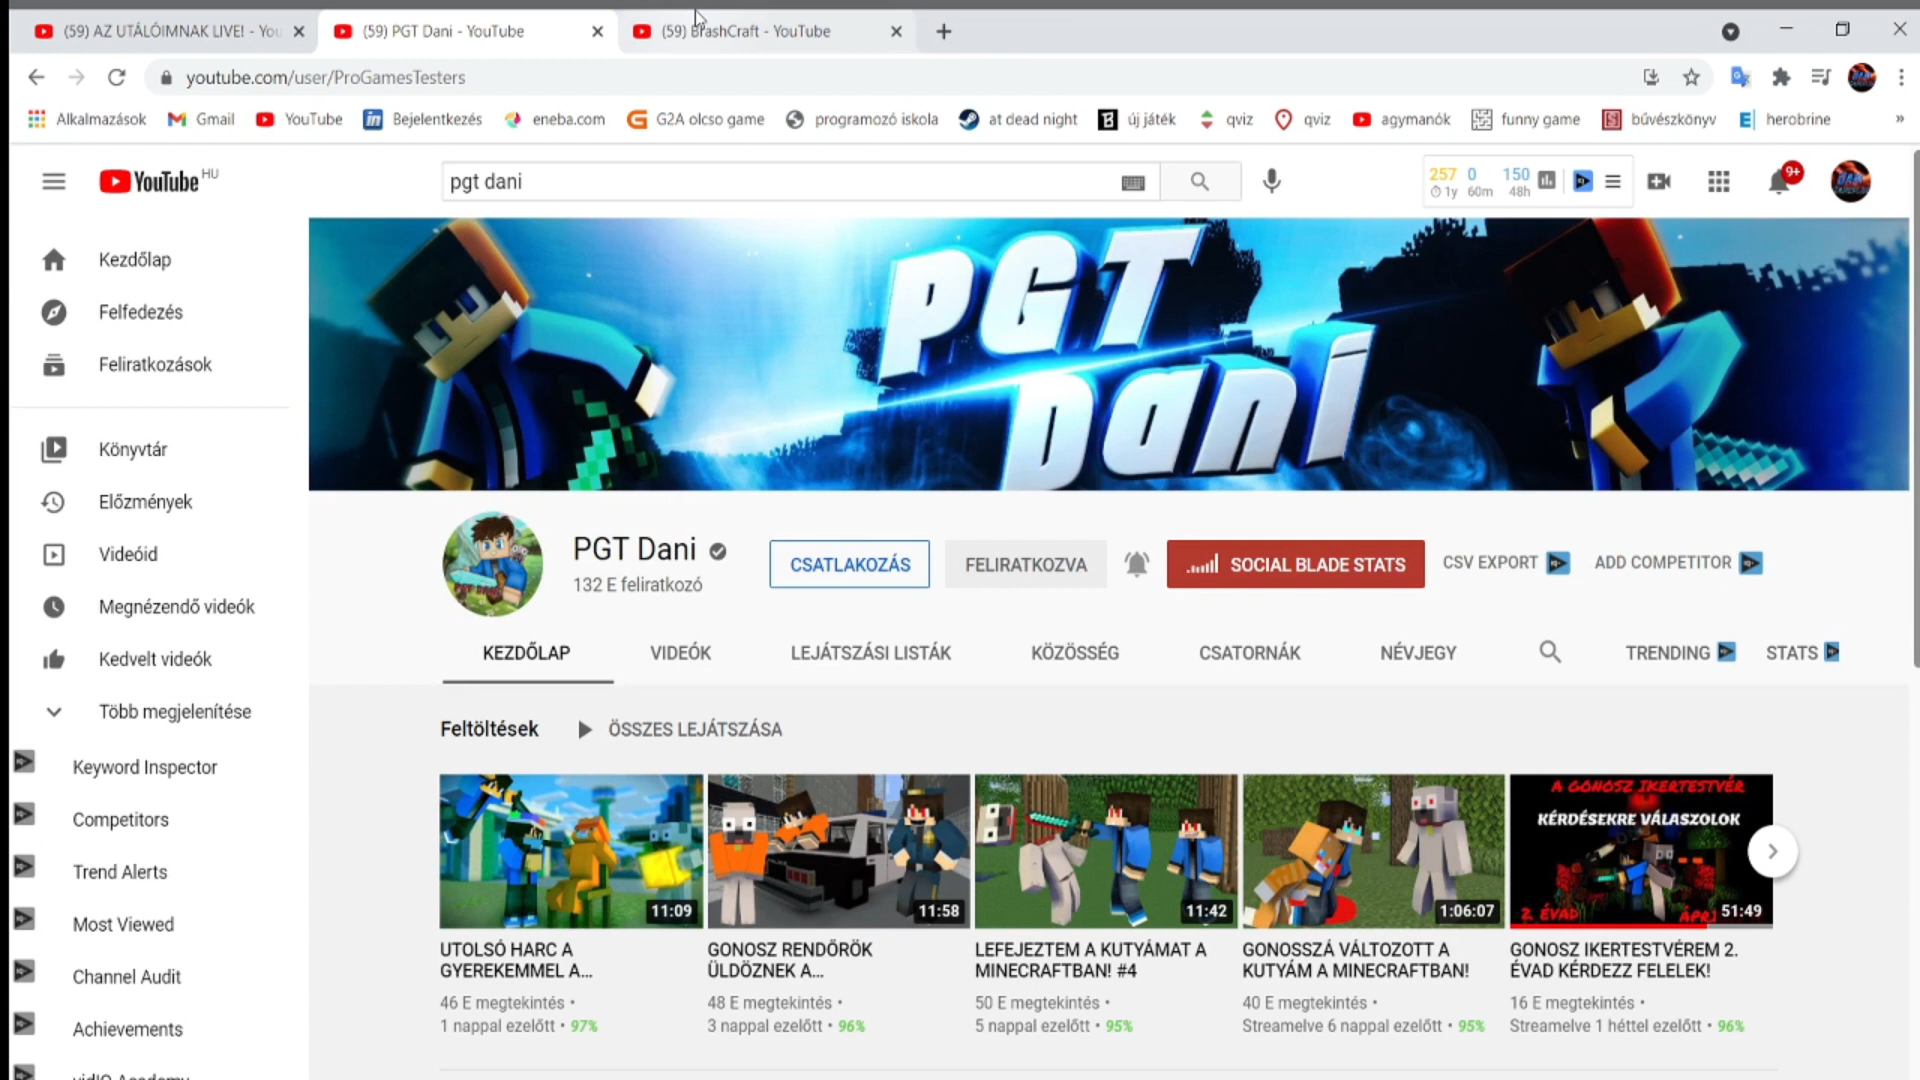 (59) AZ UTÁLÓIMNAK LIVE! - You
(59) PGT Dani - YouTube
(59) BrashCraft - YouTube
youtube.com/user/ProGamesTesters
Alkalmazások
Gmail
YouTube
Bejelentkezés
eneba.com
G2A olcso game
programozó iskola
at dead night
új játék
qviz
qviz
agymanók
funny game
bűvészkönyv
herobrine
YouTube HU
pgt dani
257 0 150
1y 60m 48h
9+
Kezdőlap
Felfedezés
Feliratkozások
Könyvtár
Előzmények
Videóid
Megnézendő videók
Kedvelt videók
Több megjelenítése
Keyword Inspector
Competitors
Trend Alerts
Most Viewed
Channel Audit
Achievements
vidIQ Academy
PGT
Dani
PGT Dani
132 E feliratkozó
CSATLAKOZÁS
FELIRATKOZVA
SOCIAL BLADE STATS
CSV EXPORT
ADD COMPETITOR
KEZDŐLAP
VIDEÓK
LEJÁTSZÁSI LISTÁK
KÖZÖSSÉG
CSATORNÁK
NÉVJEGY
TRENDING
STATS
Feltöltések
ÖSSZES LEJÁTSZÁSA
11:09
UTOLSÓ HARC A
GYEREKEMMEL A...
46 E megtekintés •
1 nappal ezelőtt • 97%
11:58
GONOSZ RENDŐRÖK
ÜLDÖZNEK A...
48 E megtekintés •
3 nappal ezelőtt • 96%
11:42
LEFEJEZTEM A KUTYÁMAT A
MINECRAFTBAN! #4
50 E megtekintés •
5 nappal ezelőtt • 95%
1:06:07
GONOSSZÁ VÁLTOZOTT A
KUTYÁM A MINECRAFTBAN!
40 E megtekintés •
Streamelve 6 nappal ezelőtt • 95%
A GONOSZ IKERTESTVÉR
KÉRDÉSEKRE VÁLASZOLOK
2. ÉVAD
51:49
GONOSZ IKERTESTVÉREM 2.
ÉVAD KÉRDEZZ FELELEK!
16 E megtekintés •
Streamelve 1 héttel ezelőtt • 96%